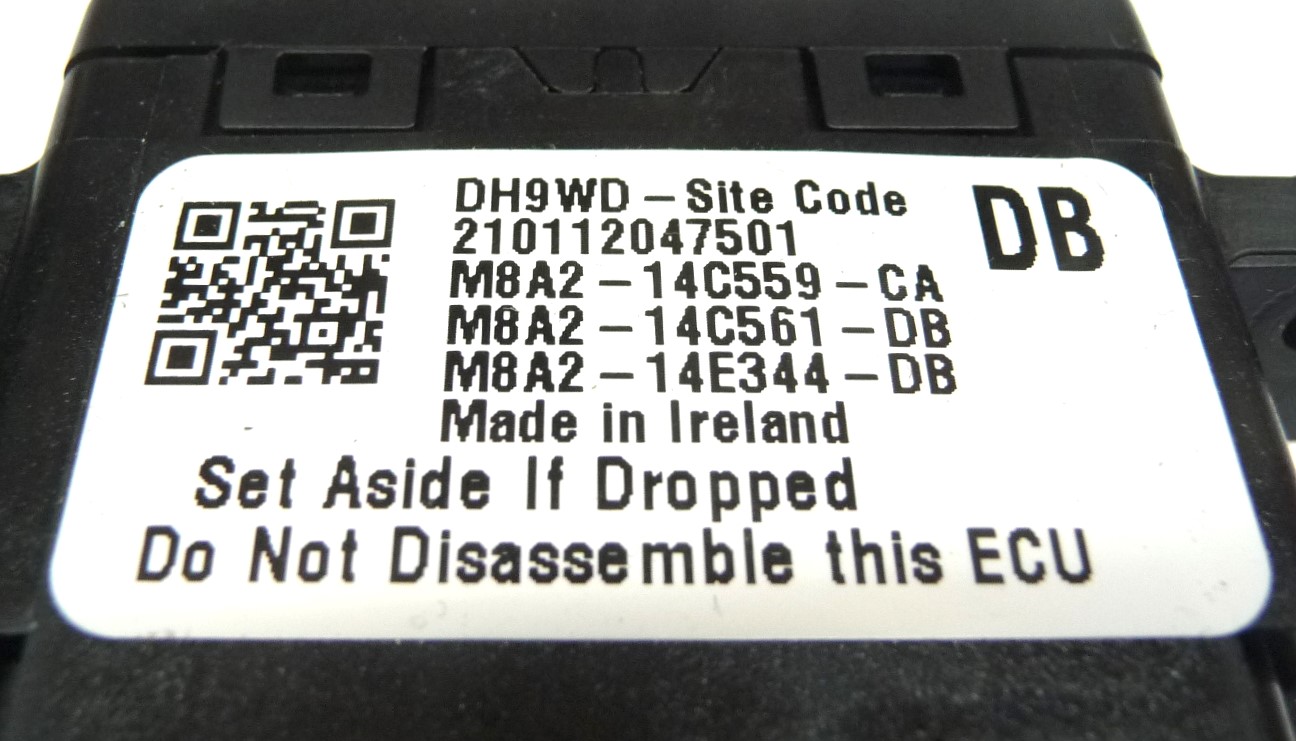 DH9WD-Site Code
DB
210112047501
M8A2-14C559-CA
M8A2-14C561-DB
M8A2-14E344-DB
Made in Ireland
Set Aside If Dropped
Do Not Disassemble this ECU